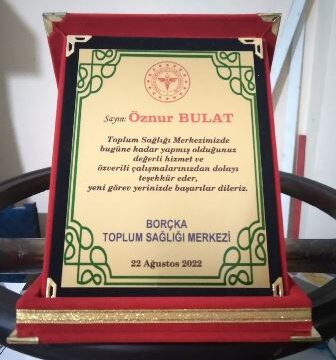 Sayın: Öznur BULAT
Toplum Sağlığı Merkezimizde
bugüne kadar yapmış olduğunuz
değerli hizmet ve
özverili çalışmalarınızdan dolayı
teşekkür eder,
yeni görev yerinizde başarılar dileriz.
BORÇKA
TOPLUM SAĞLIĞI MERKEZİ
22 Ağustos 2022